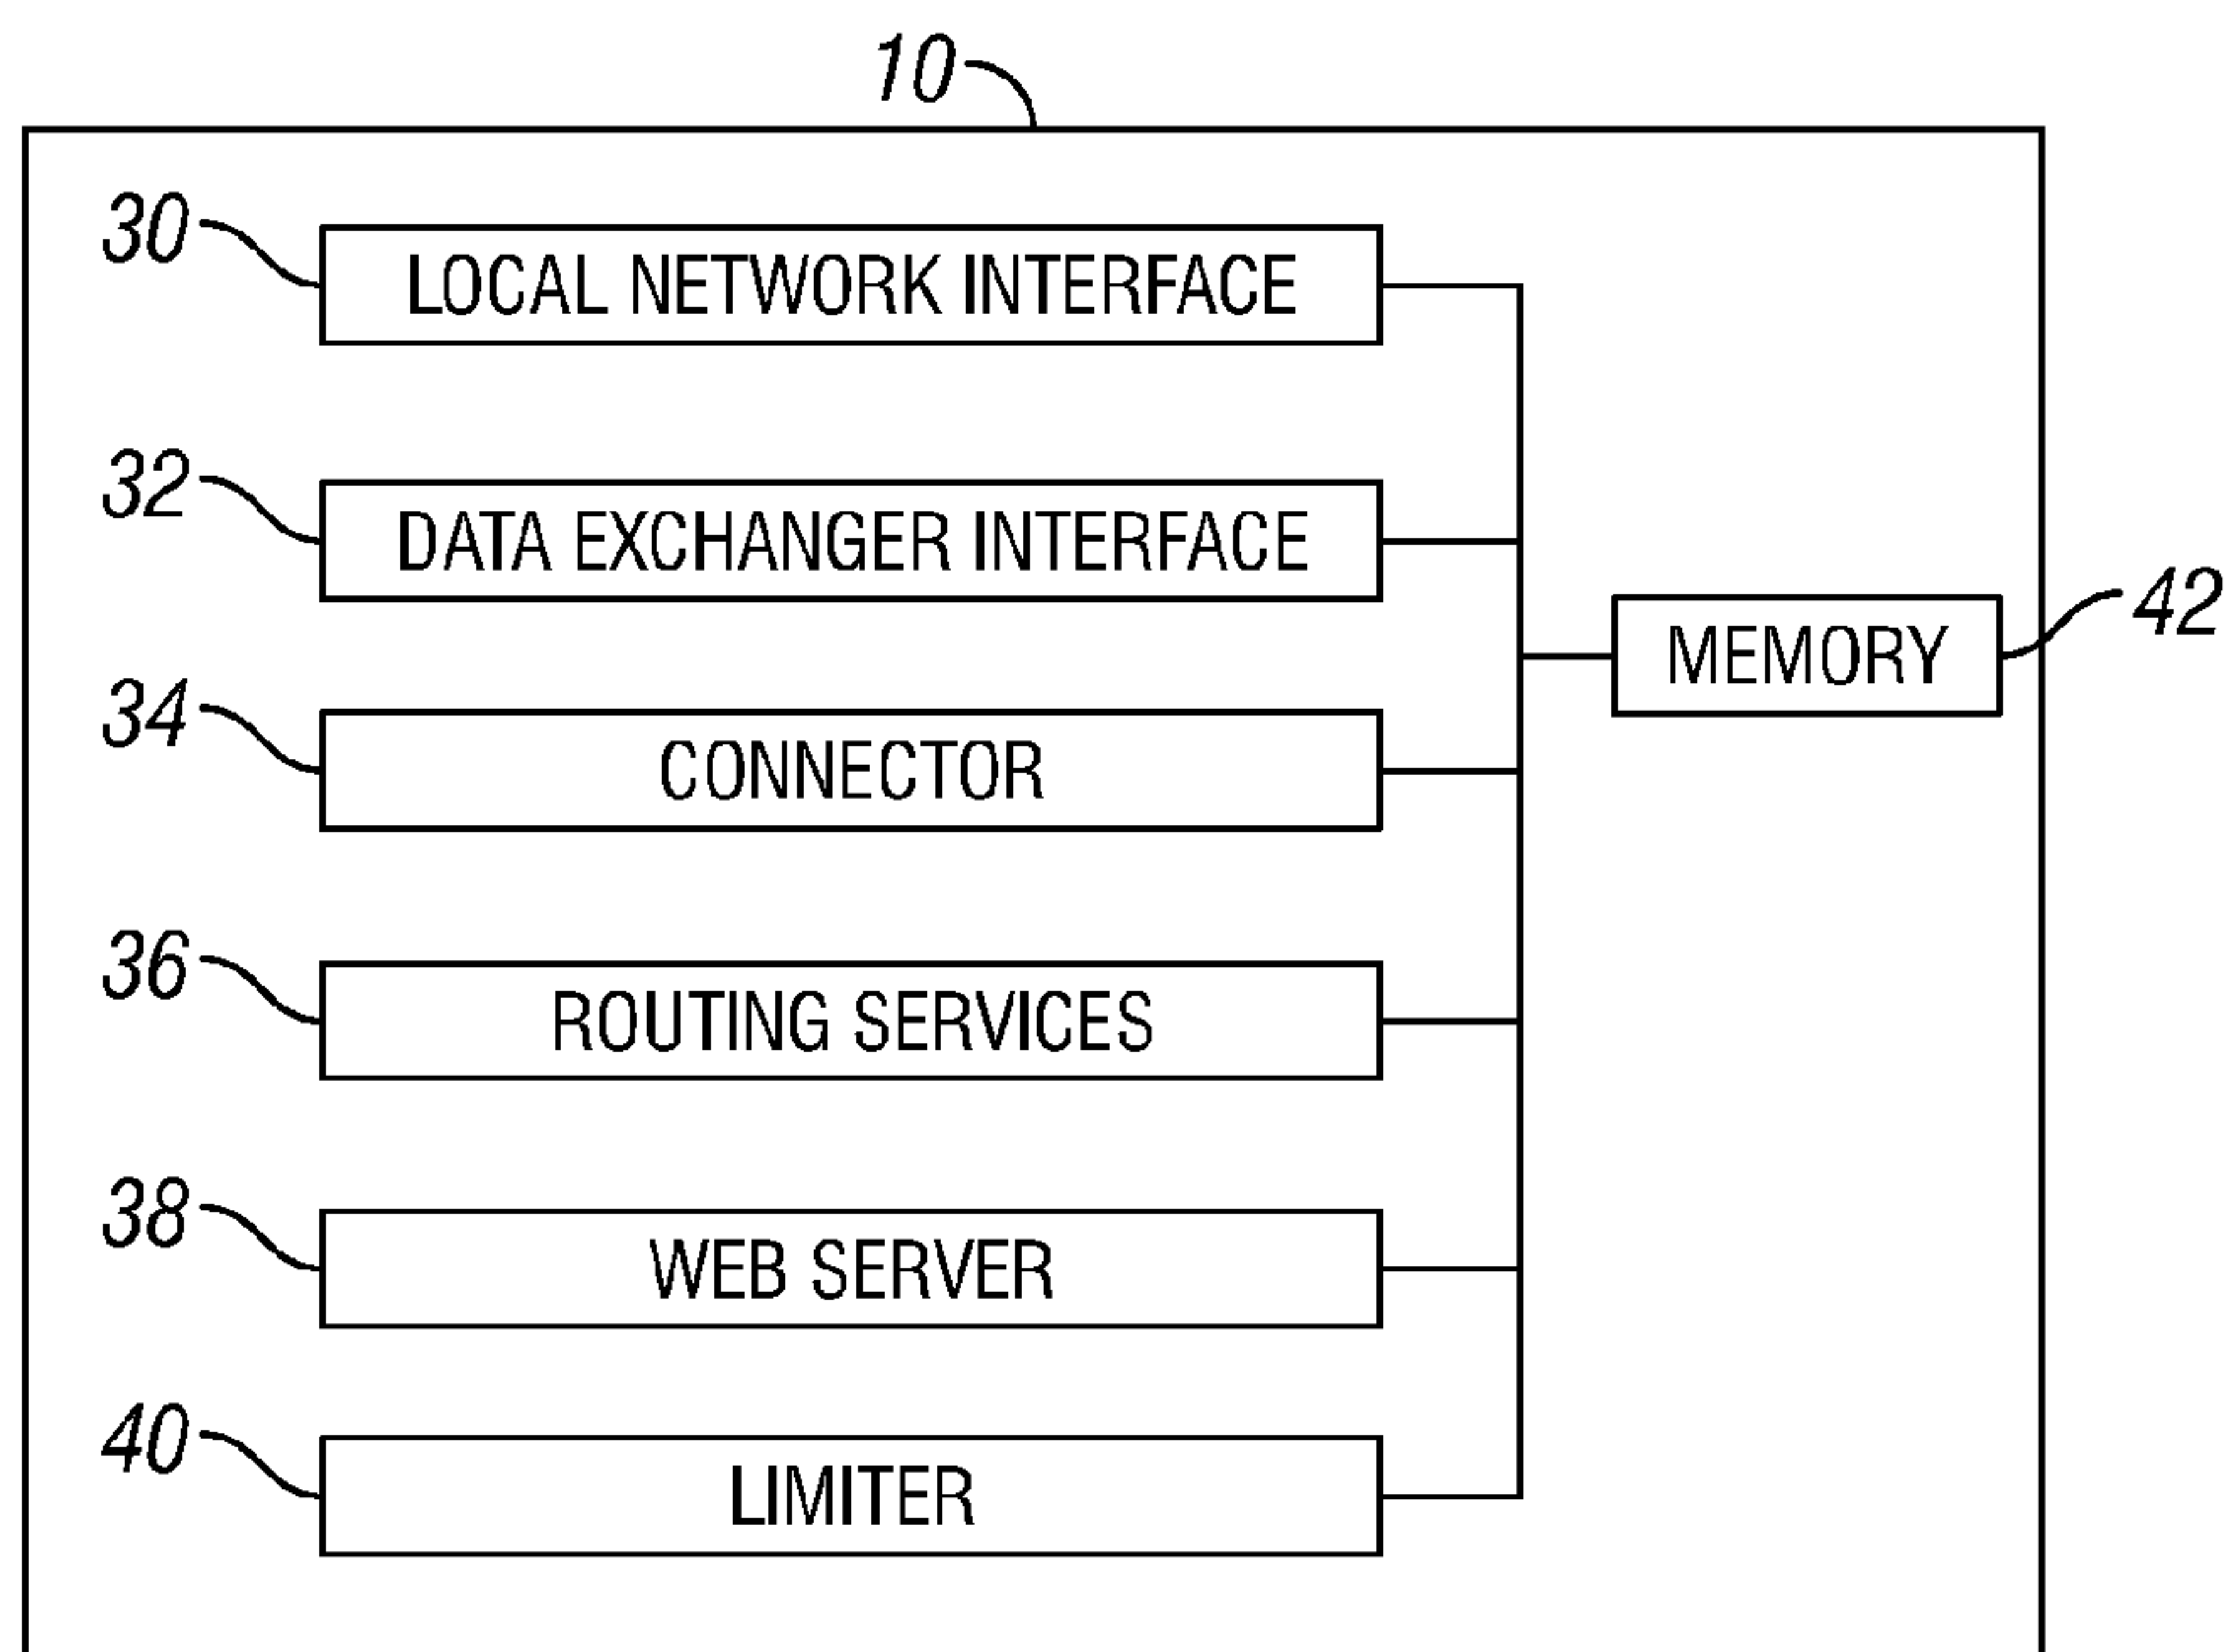 10
30
LOCAL NETWORK INTERFACE
32
DATA EXCHANGER INTERFACE
42
MEMORY
34
CONNECTOR
36
ROUTING SERVICES
38
WEB SERVER
40
LIMITER